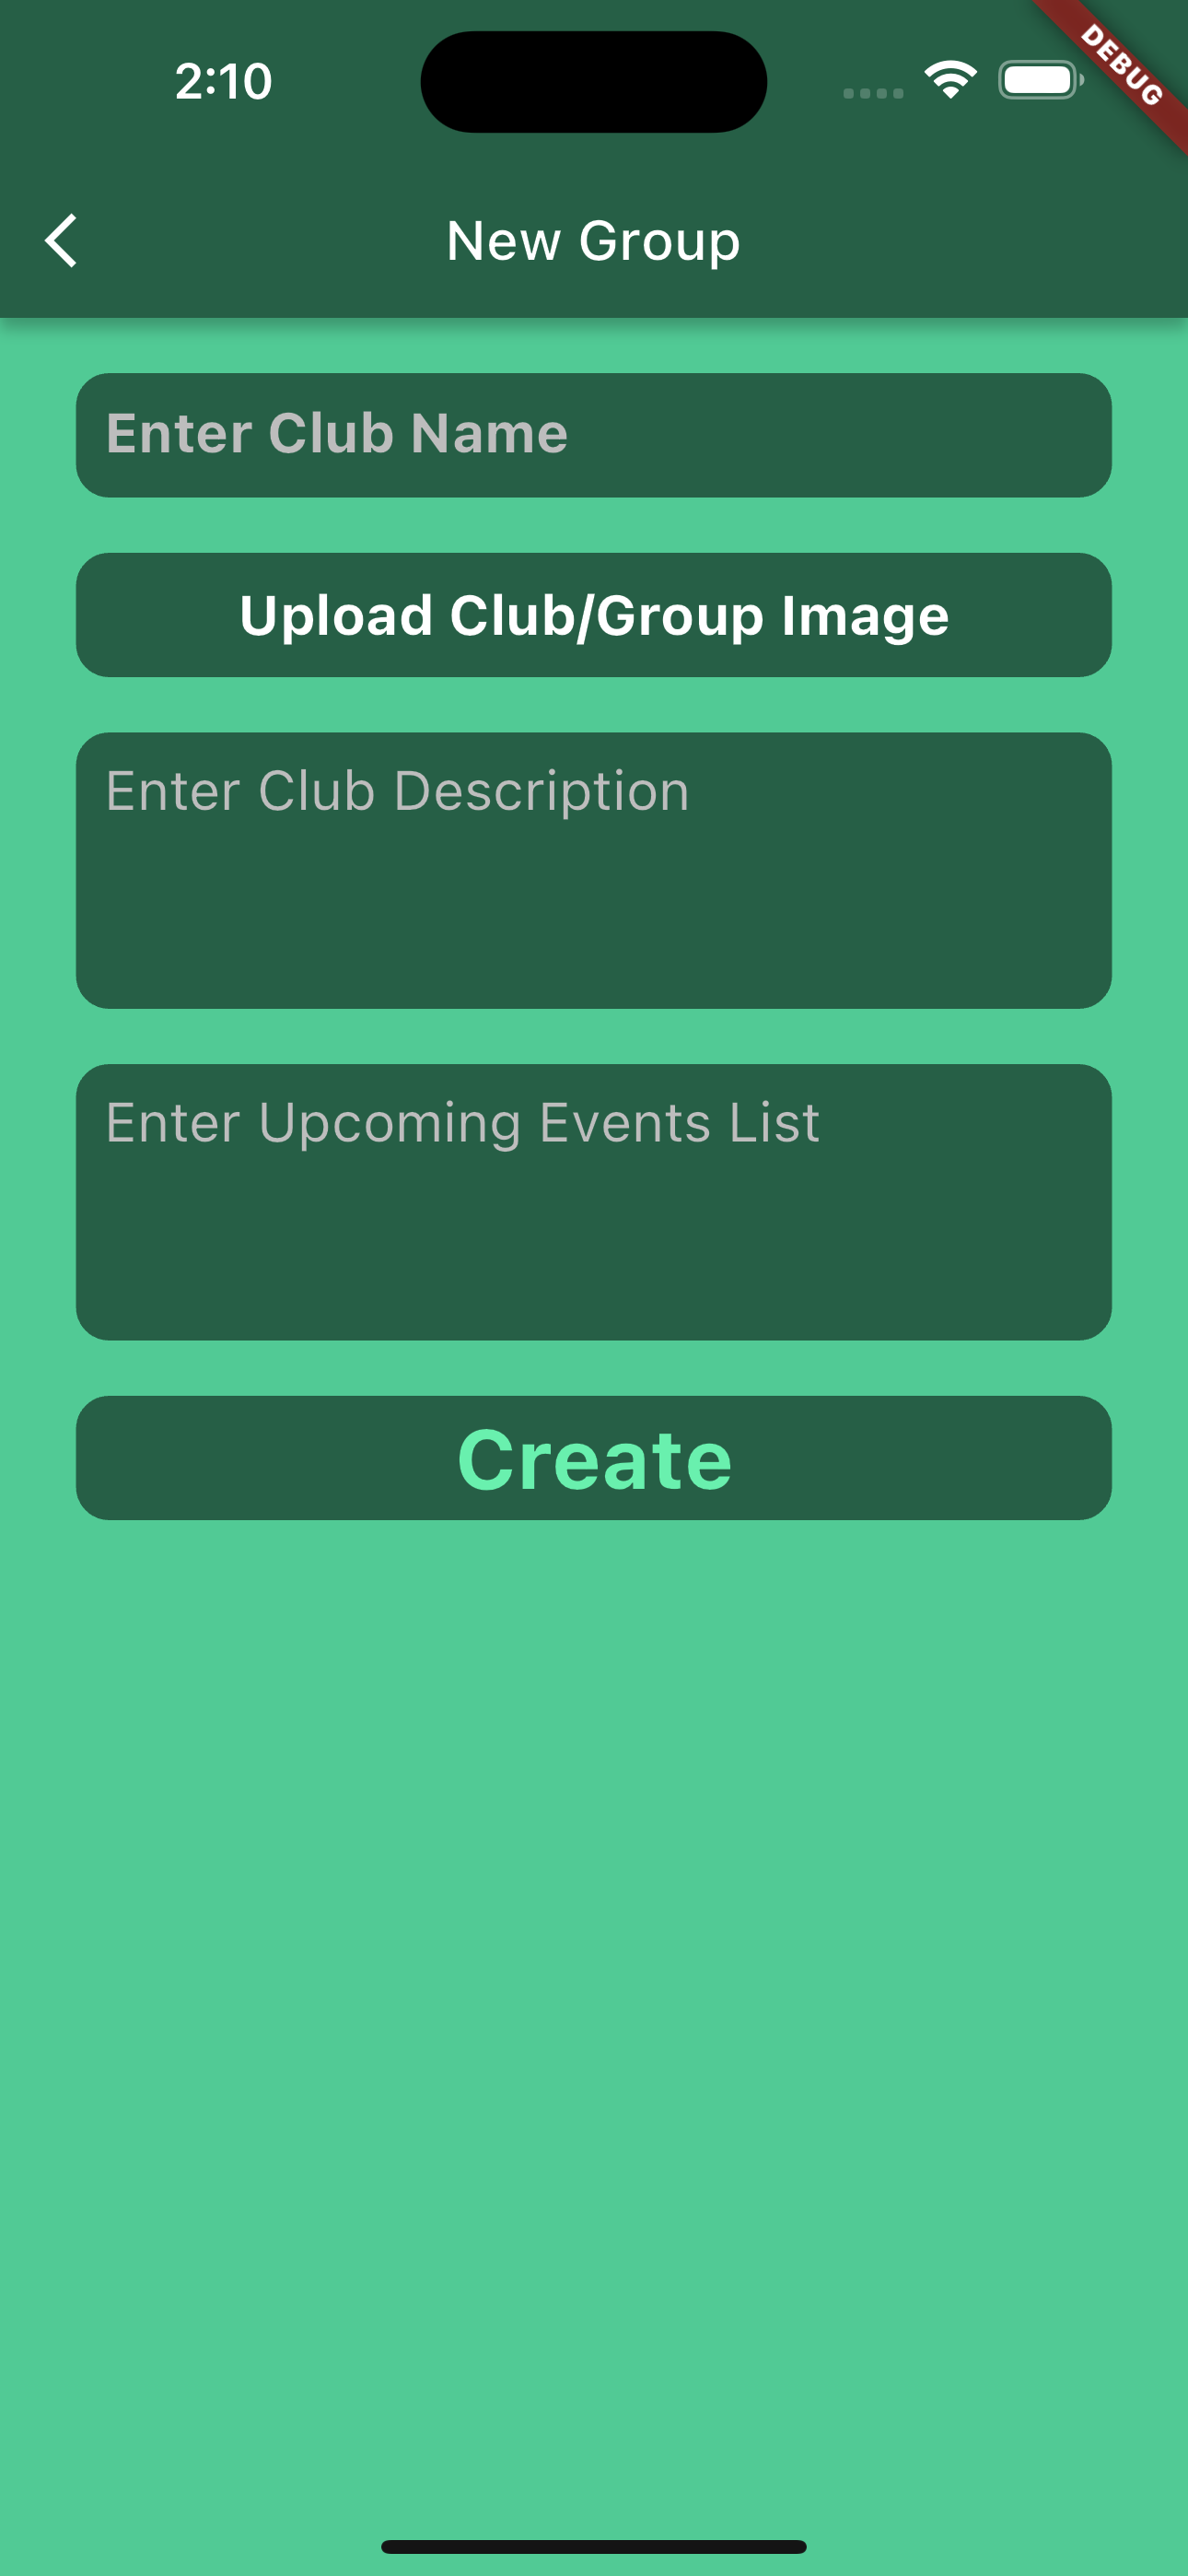 2:10
DEBUG
New Group
Enter Club Name
Upload Club/Group Image
Enter Club Description
Enter Upcoming Events List
Create